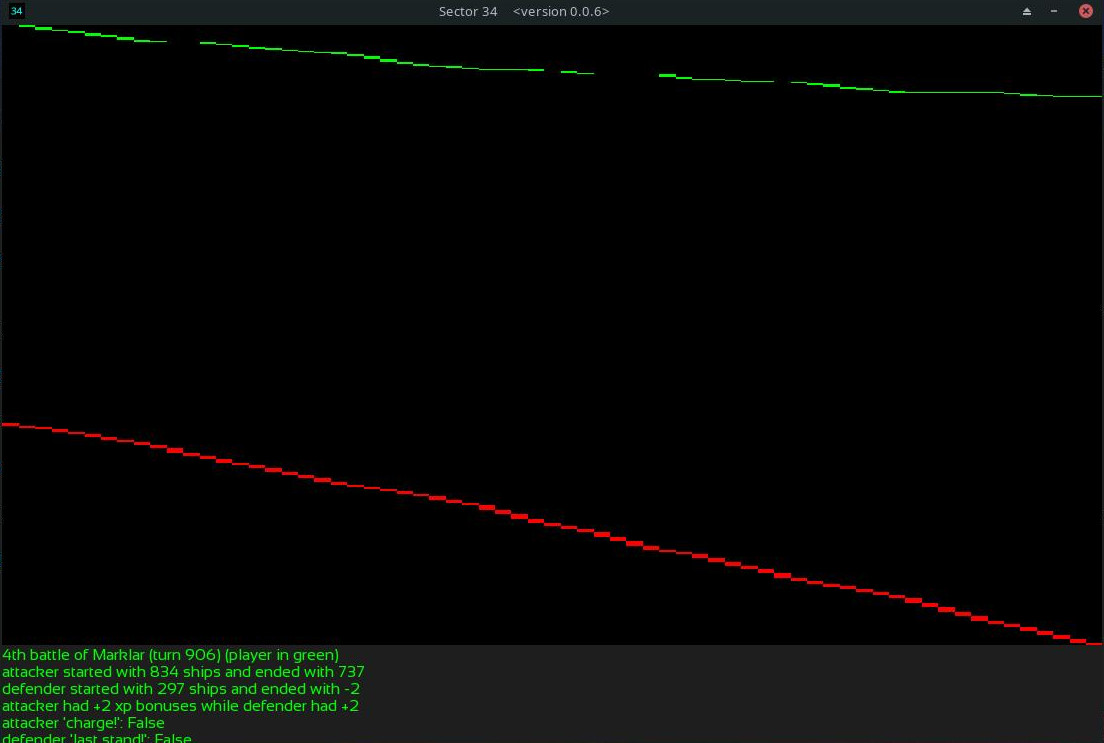 34
Sector 34 <version 0.0.6>
4th battle of Marklar (turn 906) (player in green)
attacker started with 834 ships and ended with 737
defender started with 297 ships and ended with -2
attacker had +2 xp bonuses while defender had +2
attacker 'charge!': False
defender 'last stand!': False